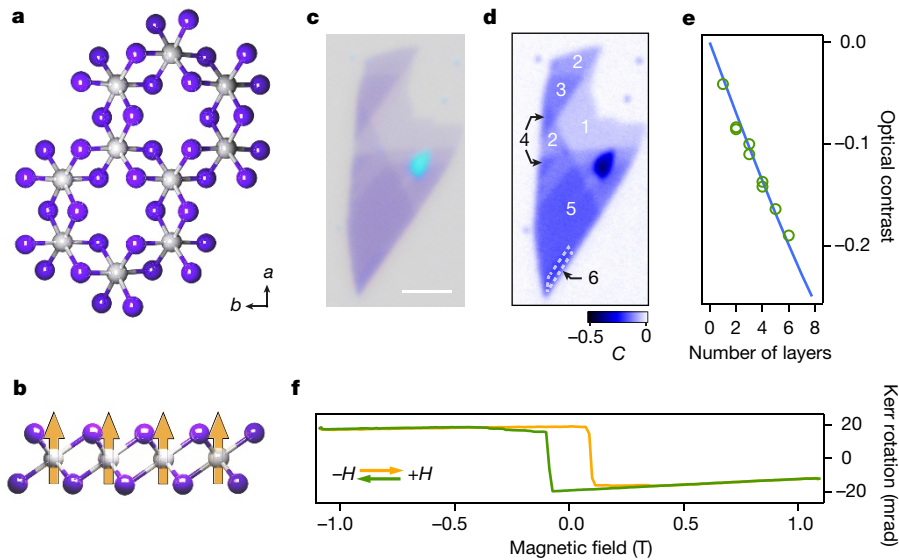 a
b
a
c
d
2
3
4
2
1
5
6
−0.5
0
C
e
0.0
−0.1
−0.2
Optical contrast
0
2
4
6
8
Number of layers
b
f
−H
+H
20
0
−20
Kerr rotation (mrad)
−1.0
−0.5
0.0
0.5
1.0
Magnetic field (T)